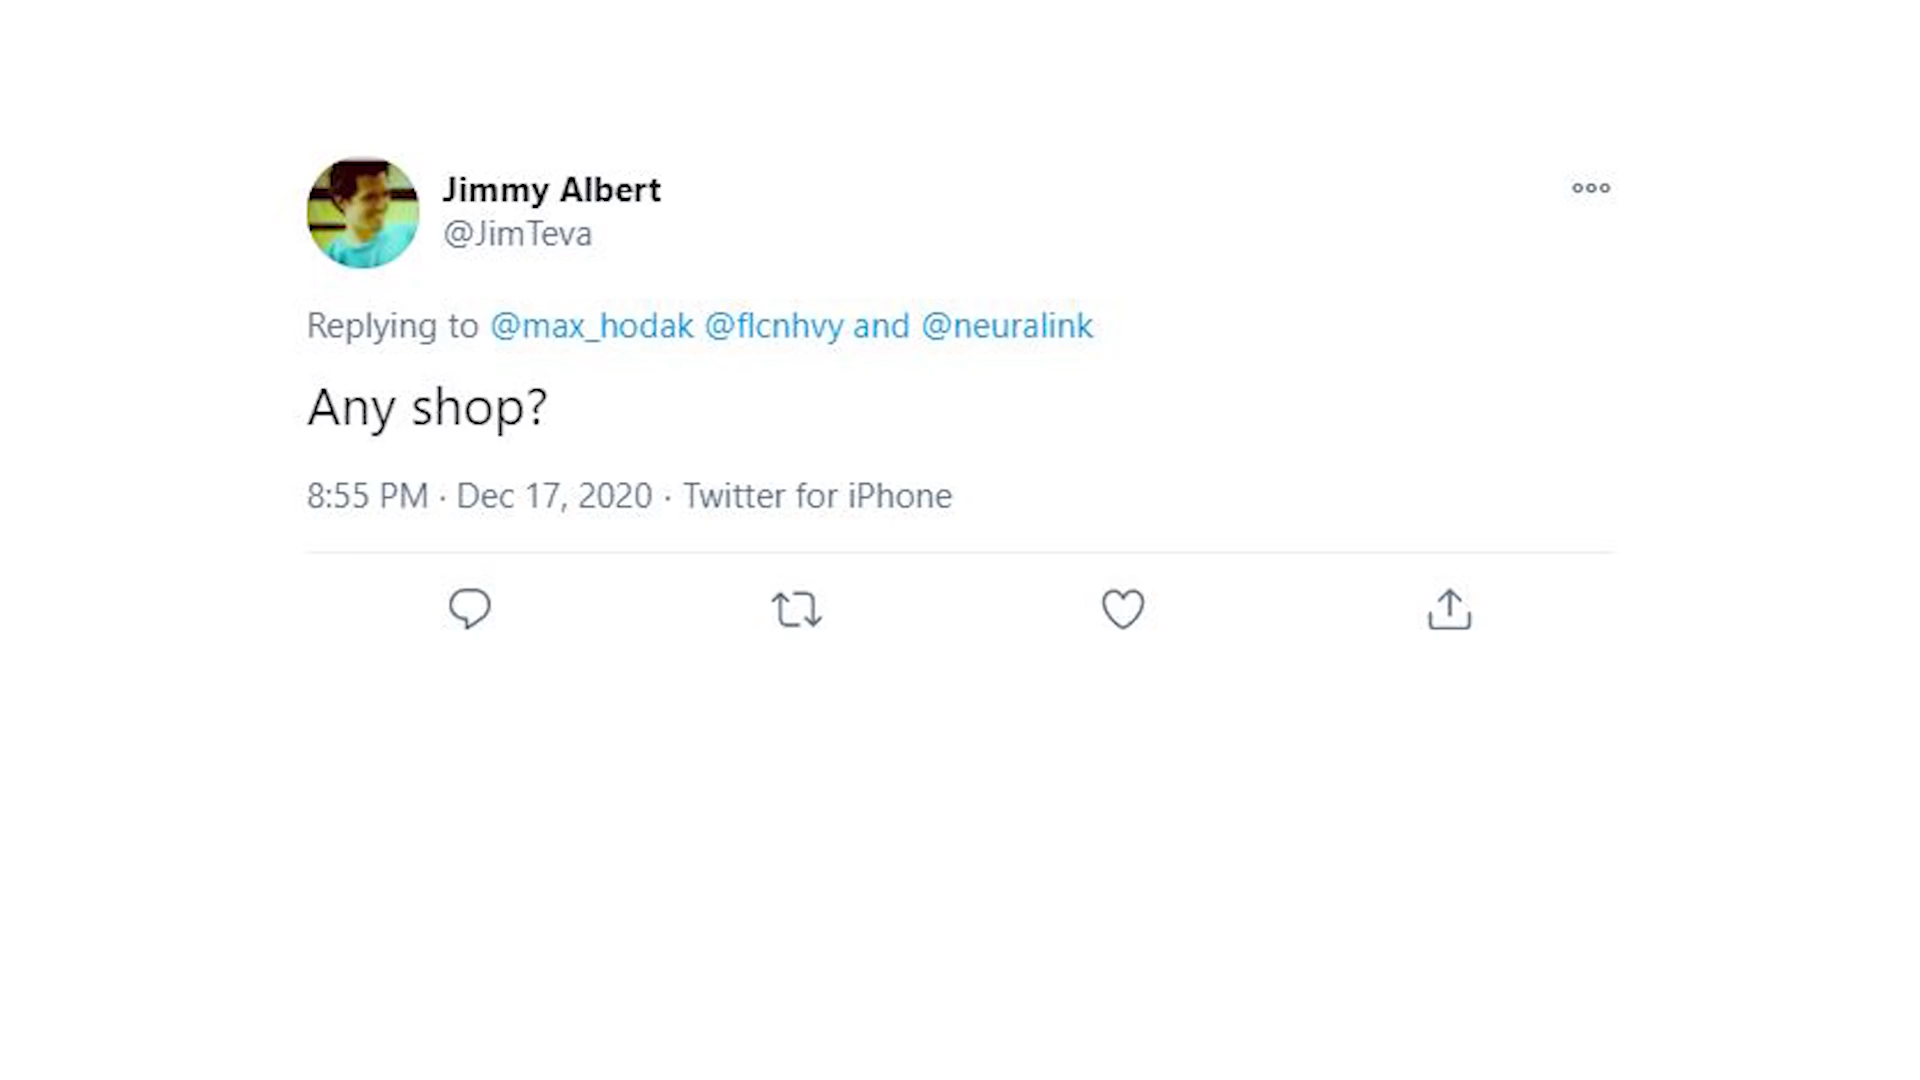 Jimmy Albert
@JimTeva
Replying to @max_hodak @flcnhvy and @neuralink
Any shop?
8:55 PM · Dec 17, 2020 · Twitter for iPhone